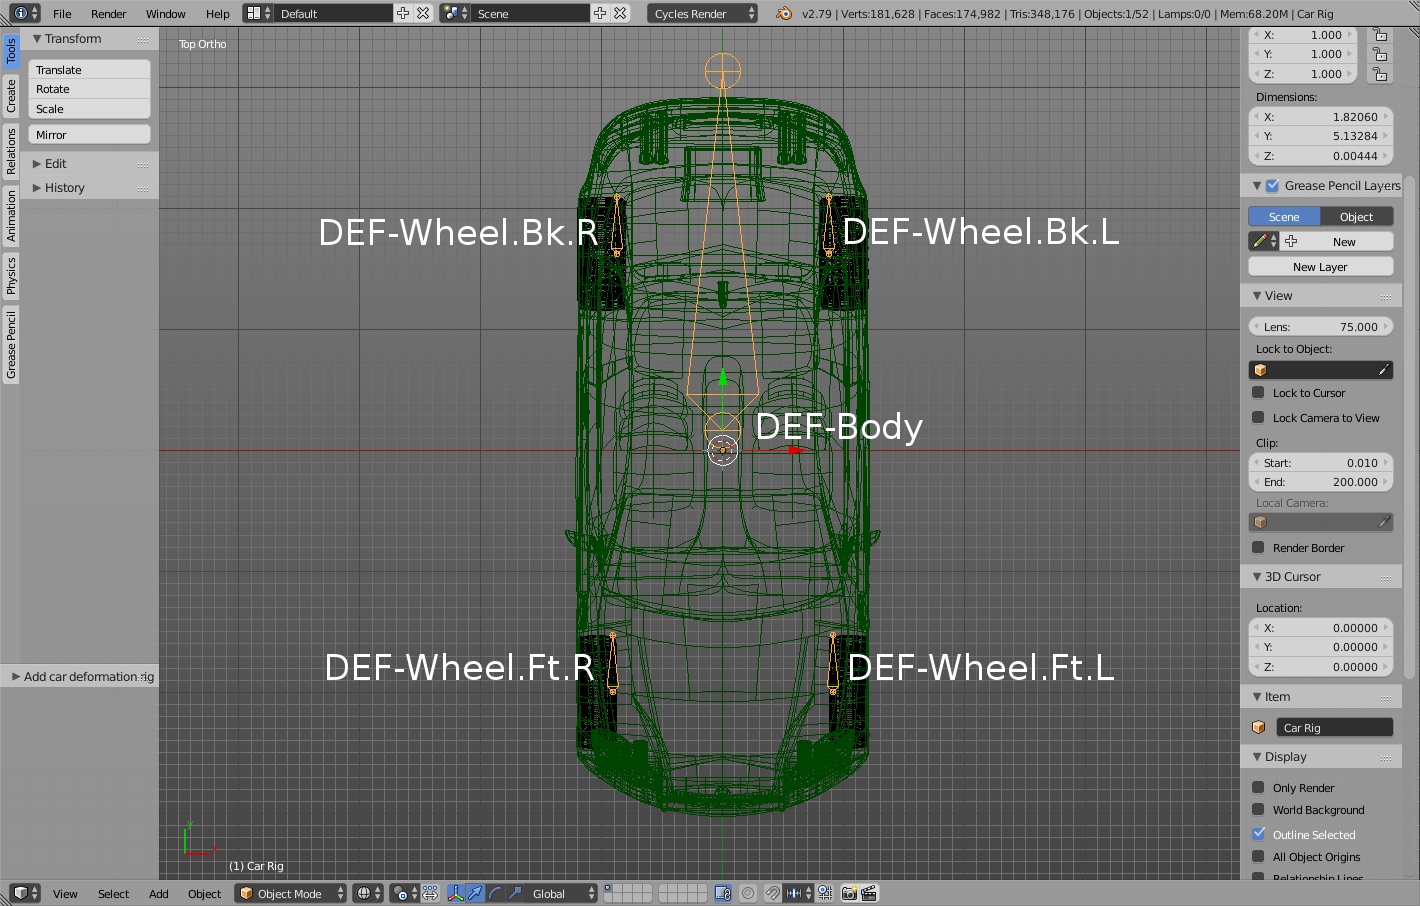 File Render Window Help Default Scene Cycles Render v2.79 | Verts:181,628 | Faces:174,982 | Tris:348,176 | Objects:1/52 | Lamps:0/0 | Mem:68.20M | Car Rig
Tools
Create
Relations
Animation
Physics
Grease Pencil
Transform
Translate
Rotate
Scale
Mirror
Edit
History
Add car deformation rig
Top Ortho
DEF-Wheel.Bk.R DEF-Wheel.Bk.L
DEF-Body
DEF-Wheel.Ft.R DEF-Wheel.Ft.L
y
(1) Car Rig
X: 1.000
Y: 1.000
Z: 1.000
Dimensions:
X: 1.82060
Y: 5.13284
Z: 0.00444
Grease Pencil Layers
Scene Object
New
New Layer
View
Lens: 75.000
Lock to Object:
Lock to Cursor
Lock Camera to View
Clip:
Start: 0.010
End: 200.000
Local Camera:
Render Border
3D Cursor
Location:
X: 0.00000
Y: 0.00000
Z: 0.00000
Item
Car Rig
Display
Only Render
World Background
Outline Selected
All Object Origins
Relationship Lines
View Select Add Object Object Mode Global